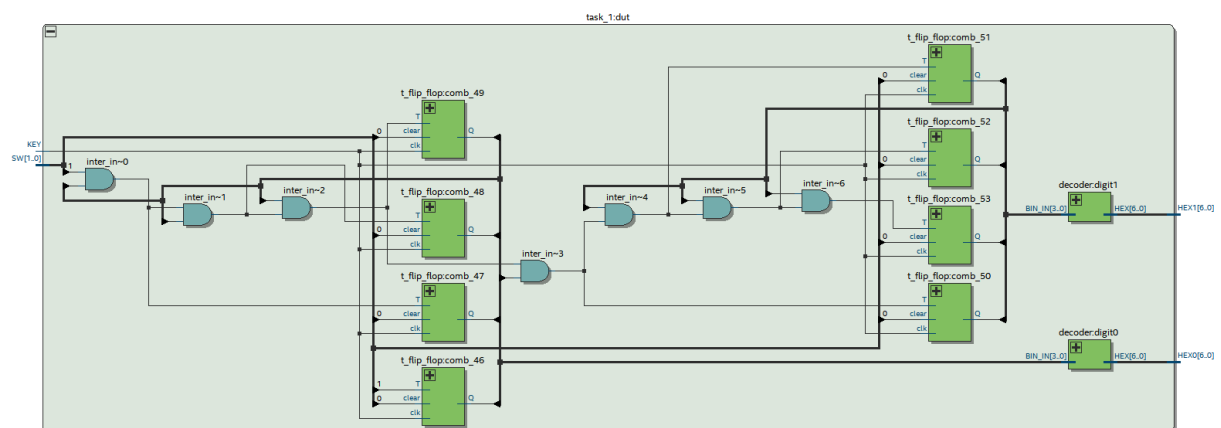 task_1:dut
t_flip_flop:comb_51
T
0
clear
Q
clk
t_flip_flop:comb_49
T
0
clear
Q
clk
t_flip_flop:comb_52
T
0
clear
Q
clk
KEY
SW[1..0]
1
inter_in~0
inter_in~1
inter_in~2
inter_in~4
inter_in~5
inter_in~6
t_flip_flop:comb_48
T
0
clear
Q
clk
t_flip_flop:comb_53
T
0
clear
Q
clk
decoder:digit1
BIN_IN[3..0]
HEX[6..0]
HEX1[6..0]
inter_in~3
t_flip_flop:comb_47
T
0
clear
Q
clk
t_flip_flop:comb_50
T
0
clear
Q
clk
decoder:digit0
BIN_IN[3..0]
HEX[6..0]
HEX0[6..0]
t_flip_flop:comb_46
1
T
0
clear
Q
clk